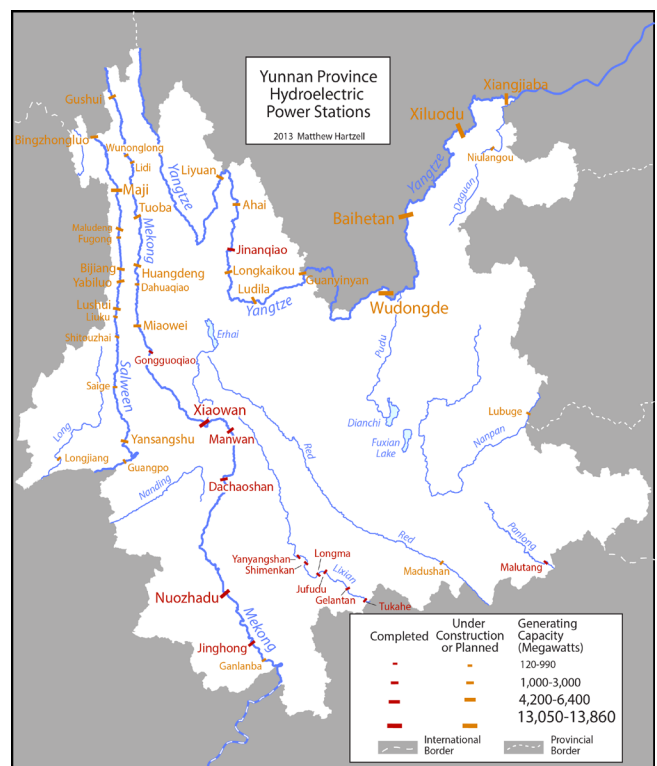 Yunnan Province
Hydroelectric
Power Stations
2013 Matthew Hartzell
Xiangjiaba
Gushui
Xiluodu
Bingzhongluo
Wunonglong
Niulangou
Lidi
Liyuan
Yangtze
Yangtze
Maji
Daguan
Ahai
Tuoba
Baihetan
Mekong
Maludeng
Fugong
Jinanqiao
Bijiang
Huangdeng
Longkaikou
Guanyinyan
Yabiluo
Dahuaqiao
Ludila
Wudongde
Yangtze
Lushui
Liuku
Miaowei
Erhai
Shitouzhai
Pudu
Gongguoqiao
Salween
Saige
Xiaowan
Lubuge
Long
Dianchi
Manwan
Nanpan
Yansangshu
Fuxian
Lake
Red
Longjiang
Guangpo
Nanding
Dachaoshan
Panlong
Red
Yanyangshan
Longma
Shimenkan
Lixian
Madushan
Malutang
Jufudu
Gelantan
Nuozhadu
Tukahe
Mekong
Jinghong
Ganlanba
Completed
Under
Construction
or Planned
Generating
Capacity
(Megawatts)
120-990
1,000-3,000
4,200-6,400
13,050-13,860
International
Border
Provincial
Border